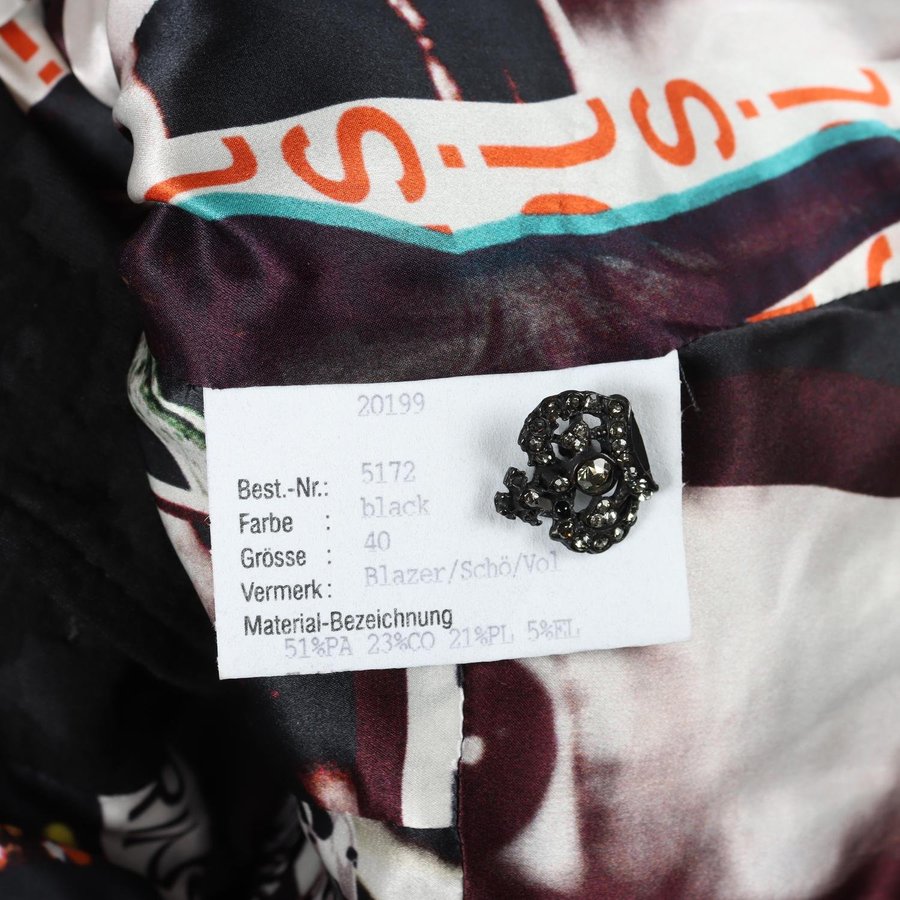 20199
Best.-Nr.: 5172
Farbe : black
Grösse : 40
Vermerk: Blazer/Schö/Vol
Material-Bezeichnung
51%PA 23%CO 21%PL 5%EL